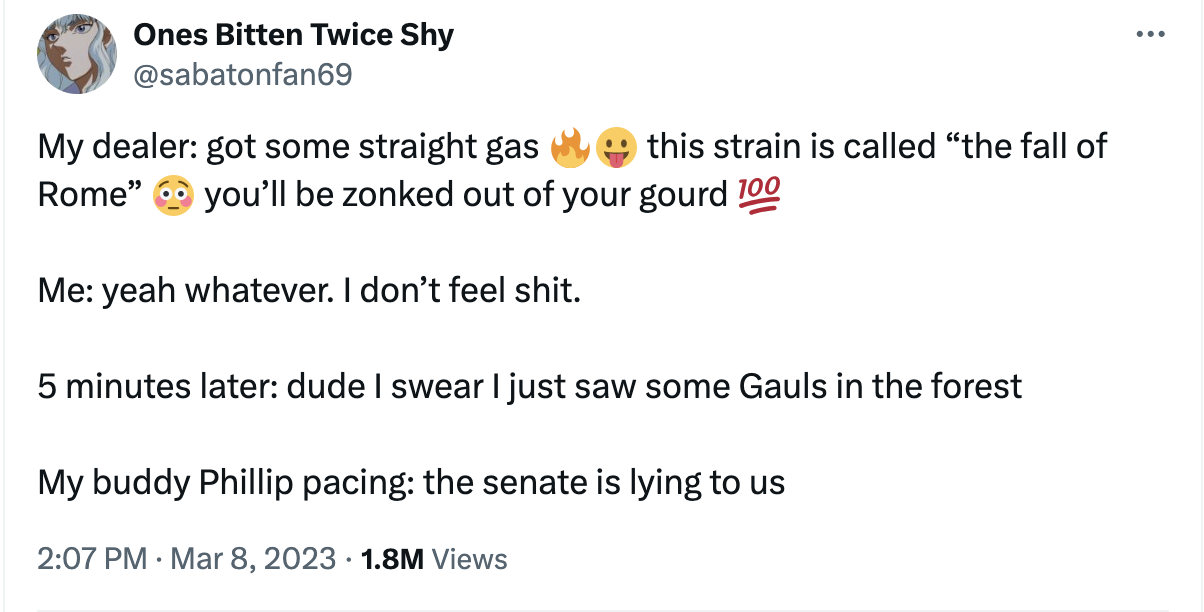 Ones Bitten Twice Shy
@sabatonfan69
My dealer: got some straight gas 🔥😛 this strain is called “the fall of
Rome” 😳 you’ll be zonked out of your gourd 💯
Me: yeah whatever. I don’t feel shit.
5 minutes later: dude I swear I just saw some Gauls in the forest
My buddy Phillip pacing: the senate is lying to us
2:07 PM · Mar 8, 2023 · 1.8M Views